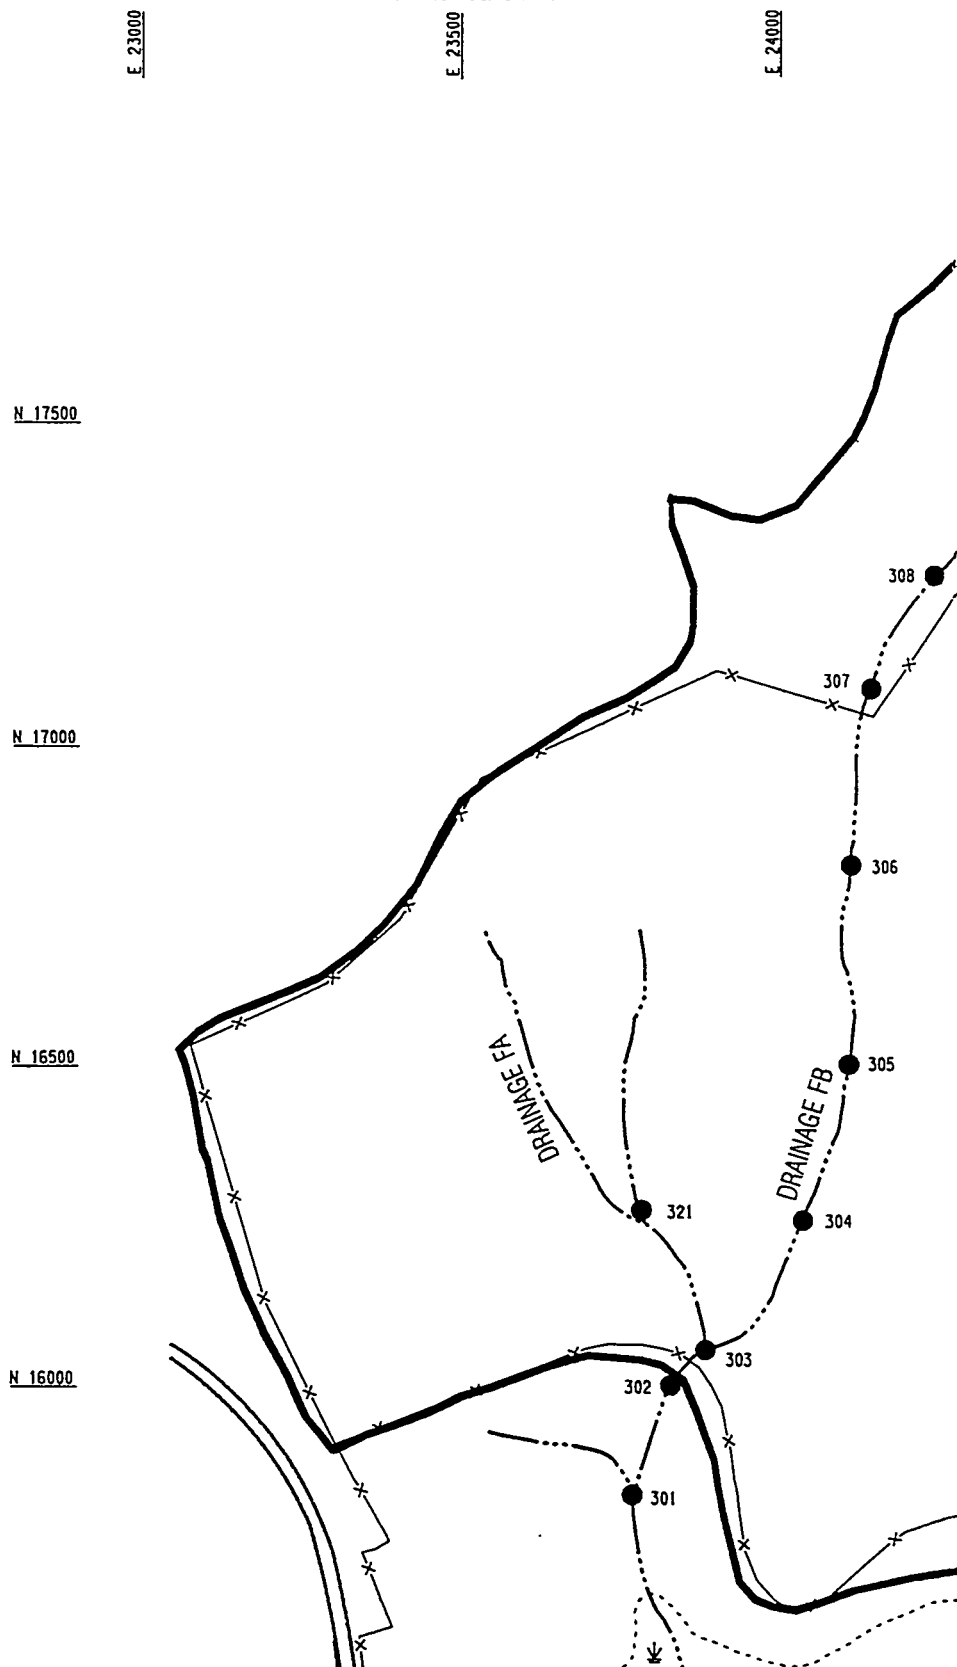 E 23000
E 23500
E 24000
N 17500
308
307
N 17000
306
N 16500
305
DRAINAGE FA
DRAINAGE FB
321
304
303
N 16000
302
301